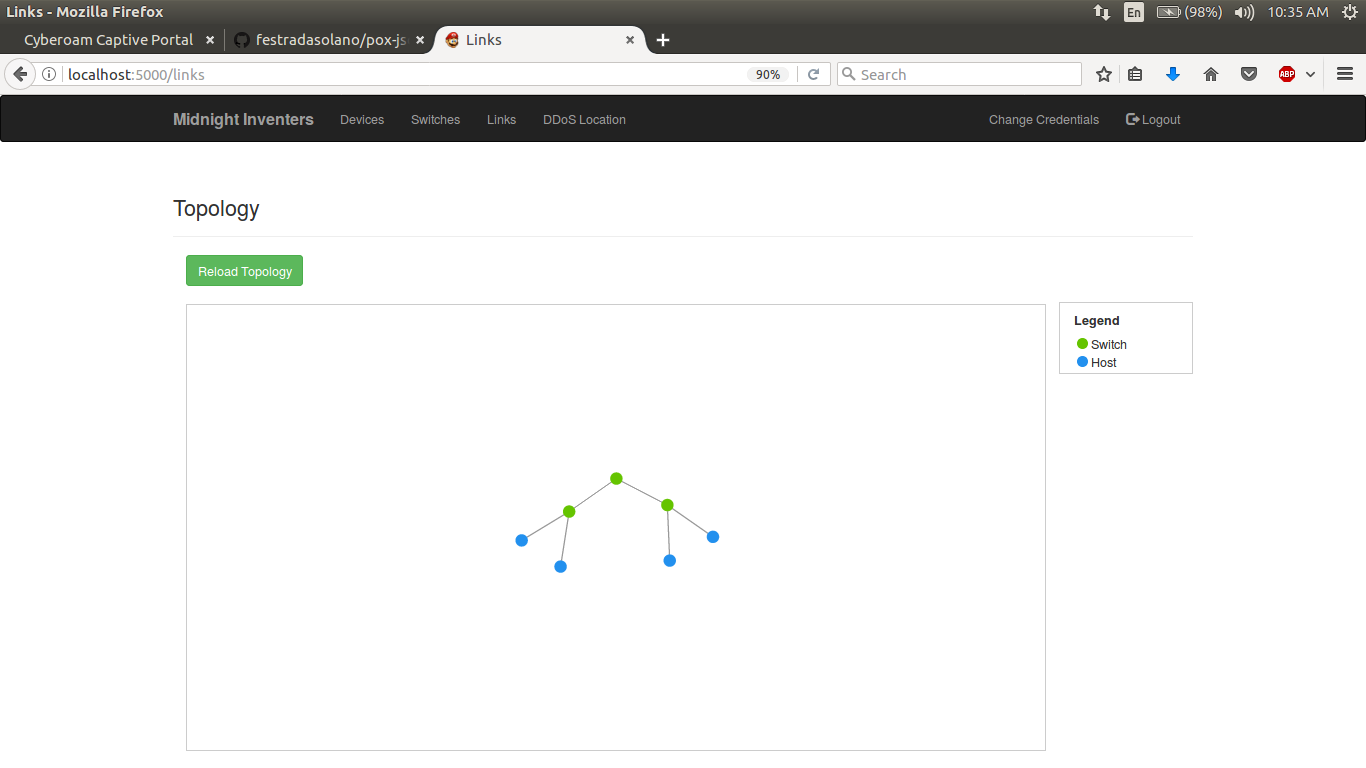 Links - Mozilla Firefox
En (98%) 10:35 AM
Cyberoam Captive Portal festradasolano/pox-js Links
localhost:5000/links 90% Search ABP
Midnight Inventers Devices Switches Links DDoS Location Change Credentials Logout
Topology
Reload Topology
Legend
Switch
Host